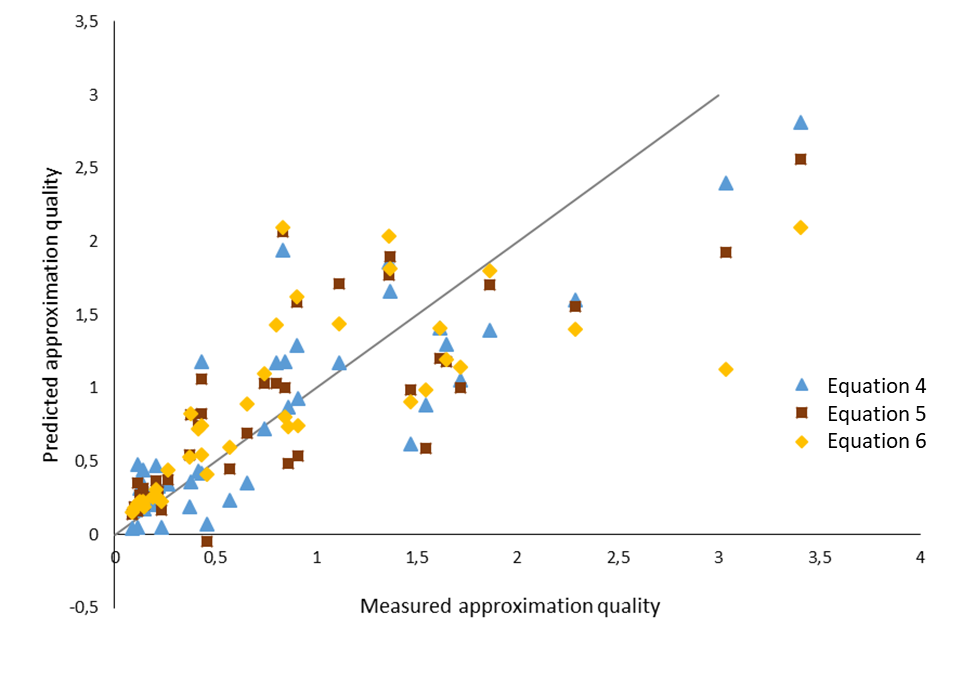 3,5
3
2,5
2
1,5
1
0,5
0
-0,5
Predicted approximation quality
0 0,5 1 1,5 2 2,5 3 3,5 4
Measured approximation quality
Equation 4
Equation 5
Equation 6